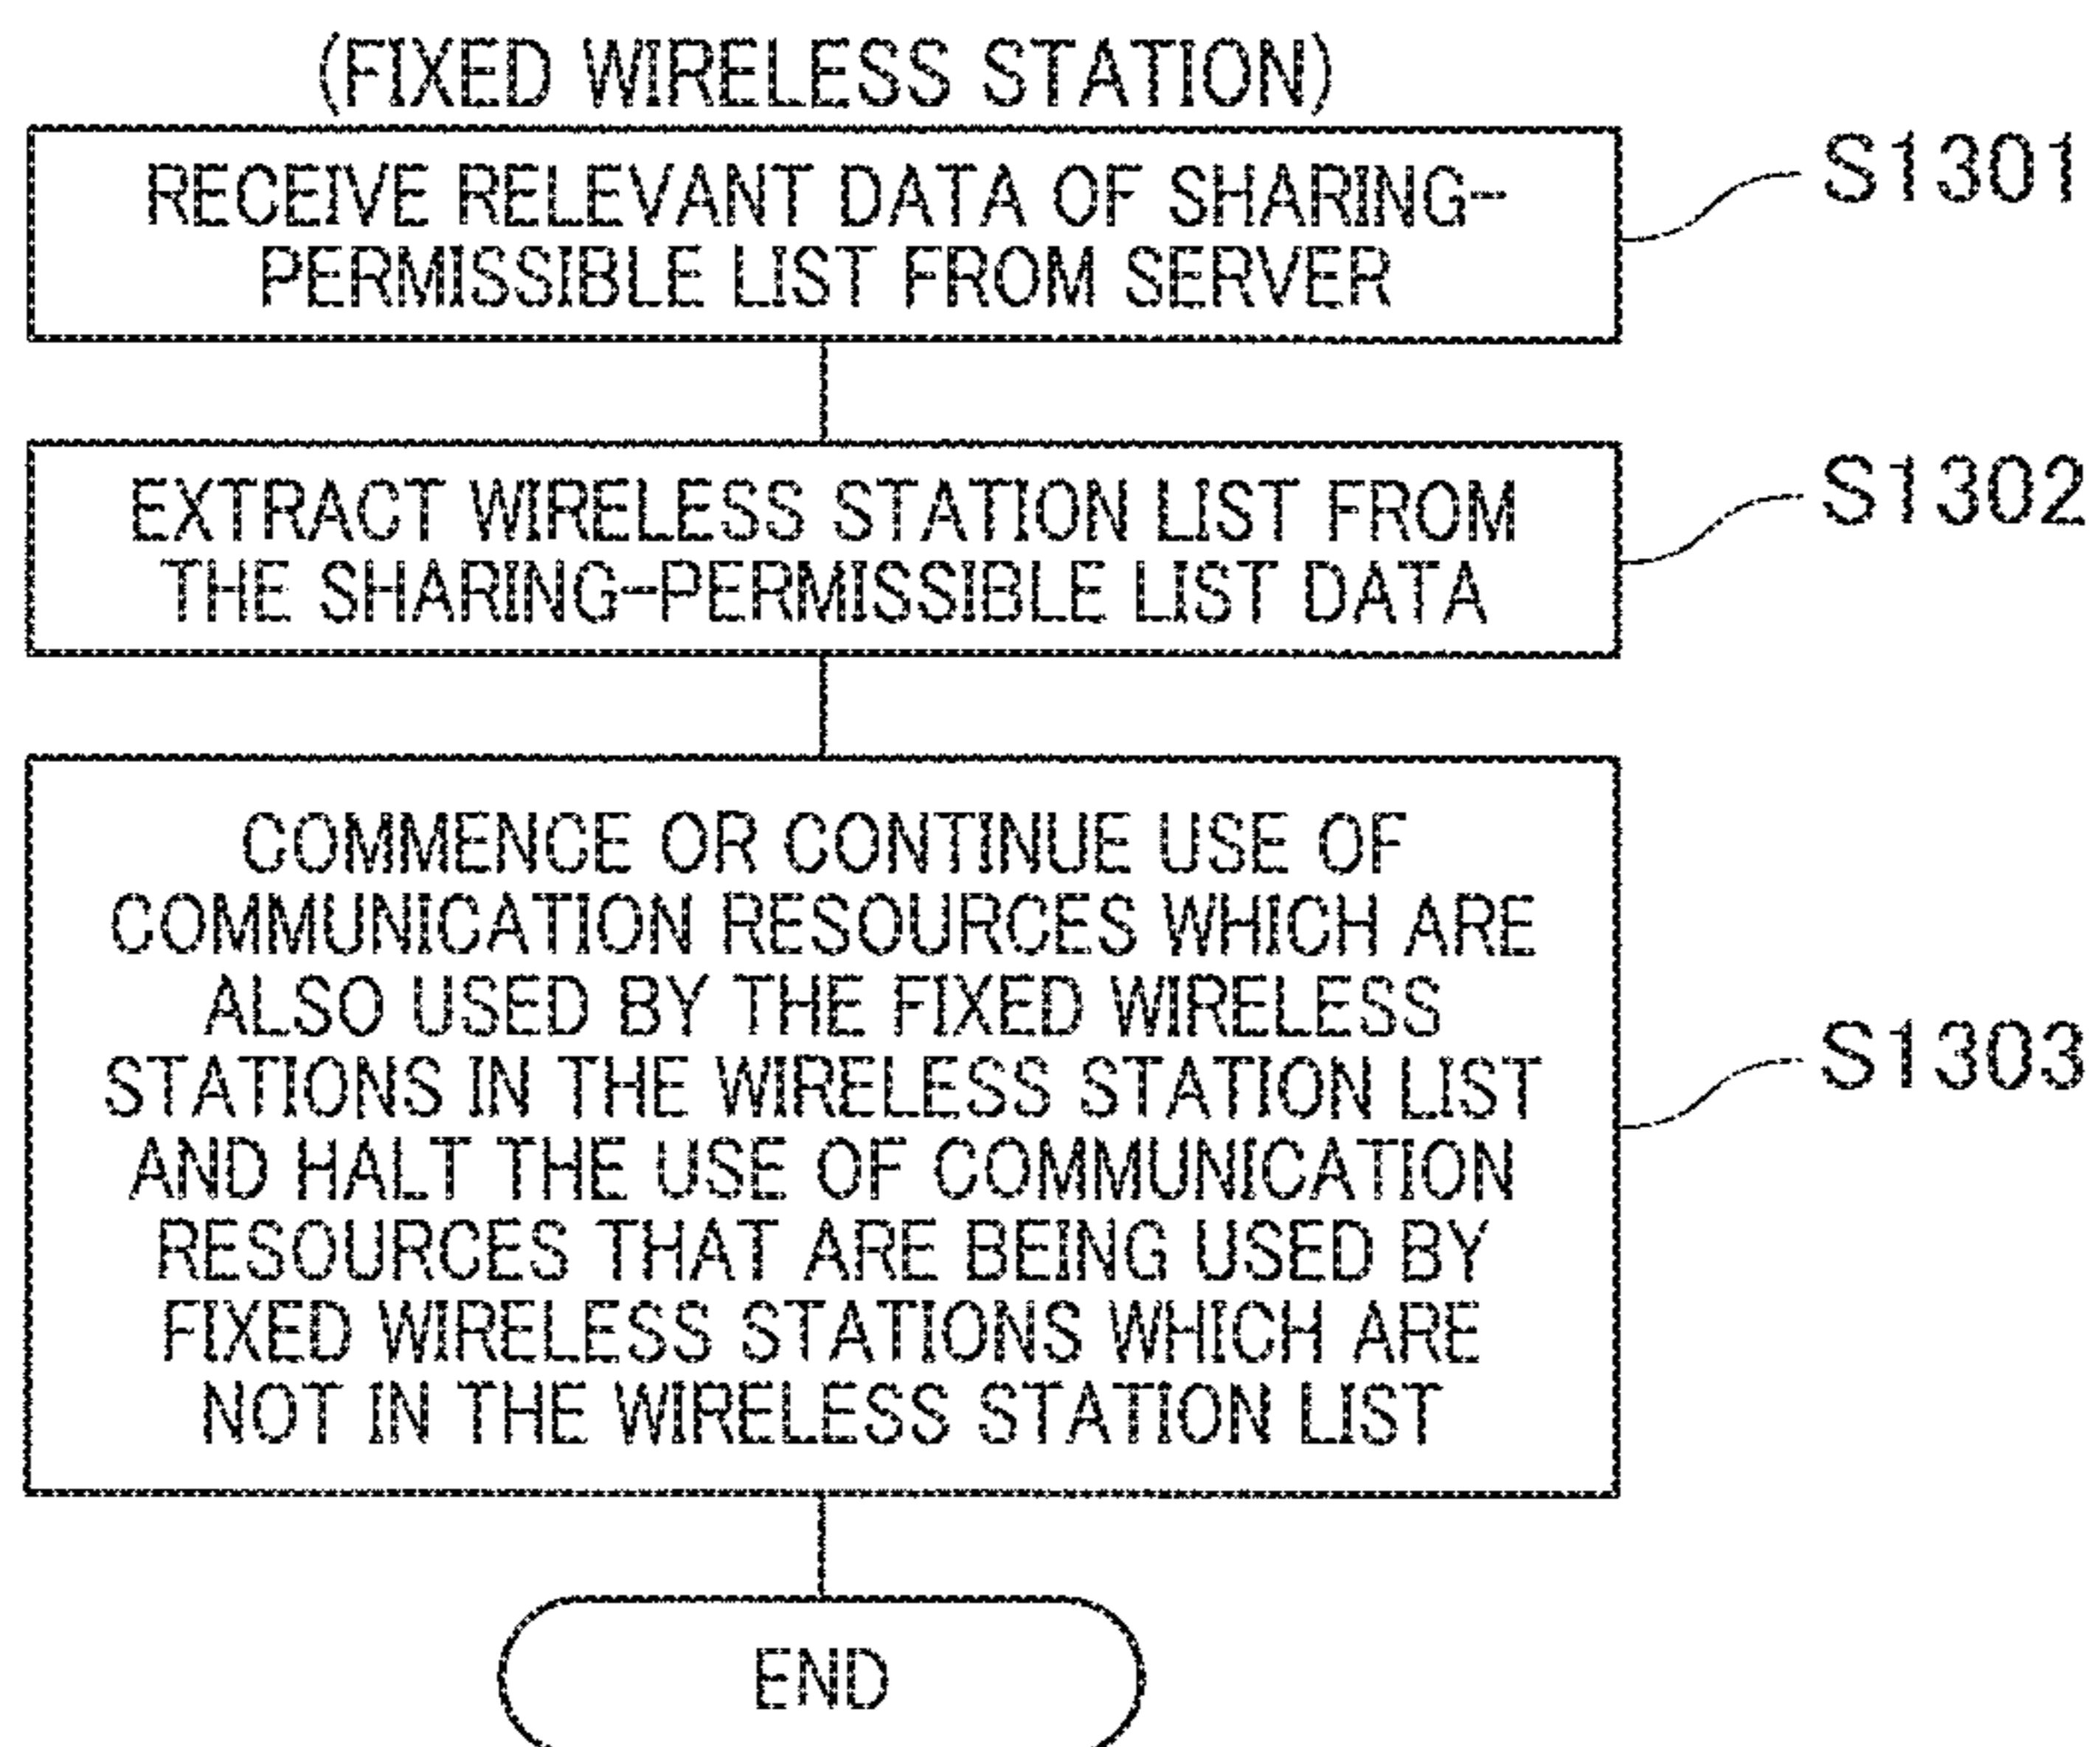 (FIXED WIRELESS STATION)
RECEIVE RELEVANT DATA OF SHARING-
PERMISSIBLE LIST FROM SERVER
S1301
EXTRACT WIRELESS STATION LIST FROM
THE SHARING-PERMISSIBLE LIST DATA
S1302
COMMENCE OR CONTINUE USE OF
COMMUNICATION RESOURCES WHICH ARE
ALSO USED BY THE FIXED WIRELESS
STATIONS IN THE WIRELESS STATION LIST
AND HALT THE USE OF COMMUNICATION
RESOURCES THAT ARE BEING USED BY
FIXED WIRELESS STATIONS WHICH ARE
NOT IN THE WIRELESS STATION LIST
S1303
END